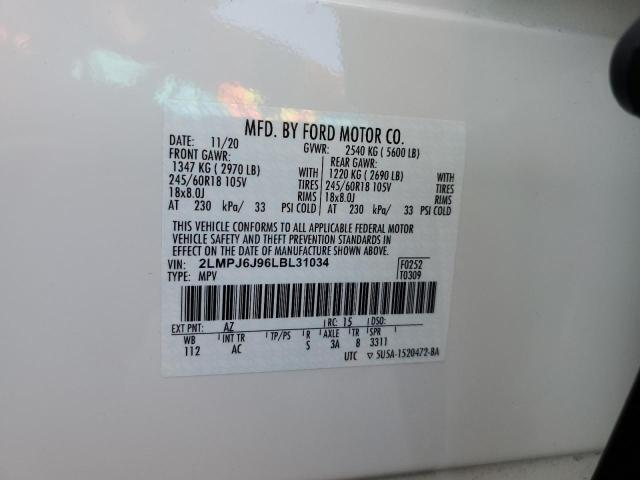 MFD. BY FORD MOTOR CO.
DATE: 11/20 GVWR: 2540 KG ( 5600 LB)
FRONT GAWR: REAR GAWR:
1347 KG ( 2970 LB) WITH 1220 KG ( 2690 LB) WITH
245/60R18 105V TIRES 245/60R18 105V TIRES
18x8.0J RIMS 18x8.0J RIMS
AT 230 kPa/ 33 PSI COLD AT 230 kPa/ 33 PSI COLD
THIS VEHICLE CONFORMS TO ALL APPLICABLE FEDERAL MOTOR
VEHICLE SAFETY AND THEFT PREVENTION STANDARDS IN
EFFECT ON THE DATE OF MANUFACTURE SHOWN ABOVE.
VIN: 2LMPJ6J96LBL31034 F0252
TYPE: MPV T0309
EXT PNT: AZ RC: 15 DSO:
WB INT TR TP/PS R AXLE TR SPR
112 AC S 3A 8 3311
UTC ▽ 5U5A-1520472-BA